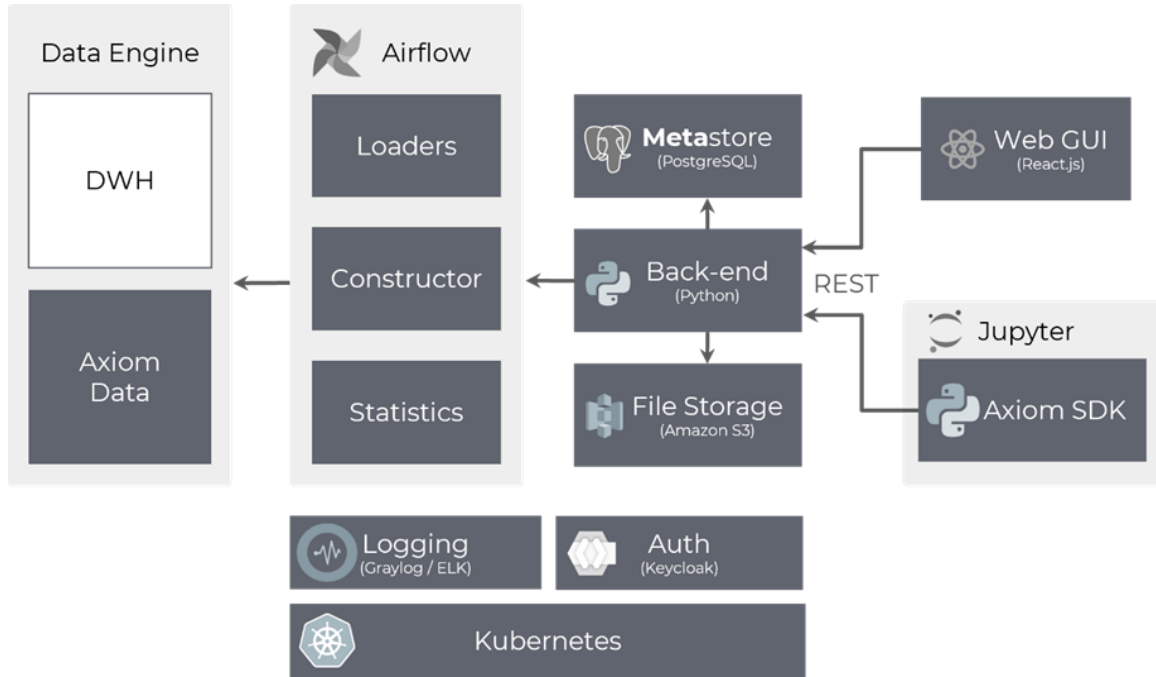 Data Engine
DWH
Axiom
Data
Airflow
Loaders
Constructor
Statistics
Metastore
(PostgreSQL)
Back-end
(Python)
File Storage
(Amazon S3)
REST
Web GUI
(React.js)
Jupyter
Axiom SDK
Logging
(Graylog / ELK)
Auth
(Keycloak)
Kubernetes